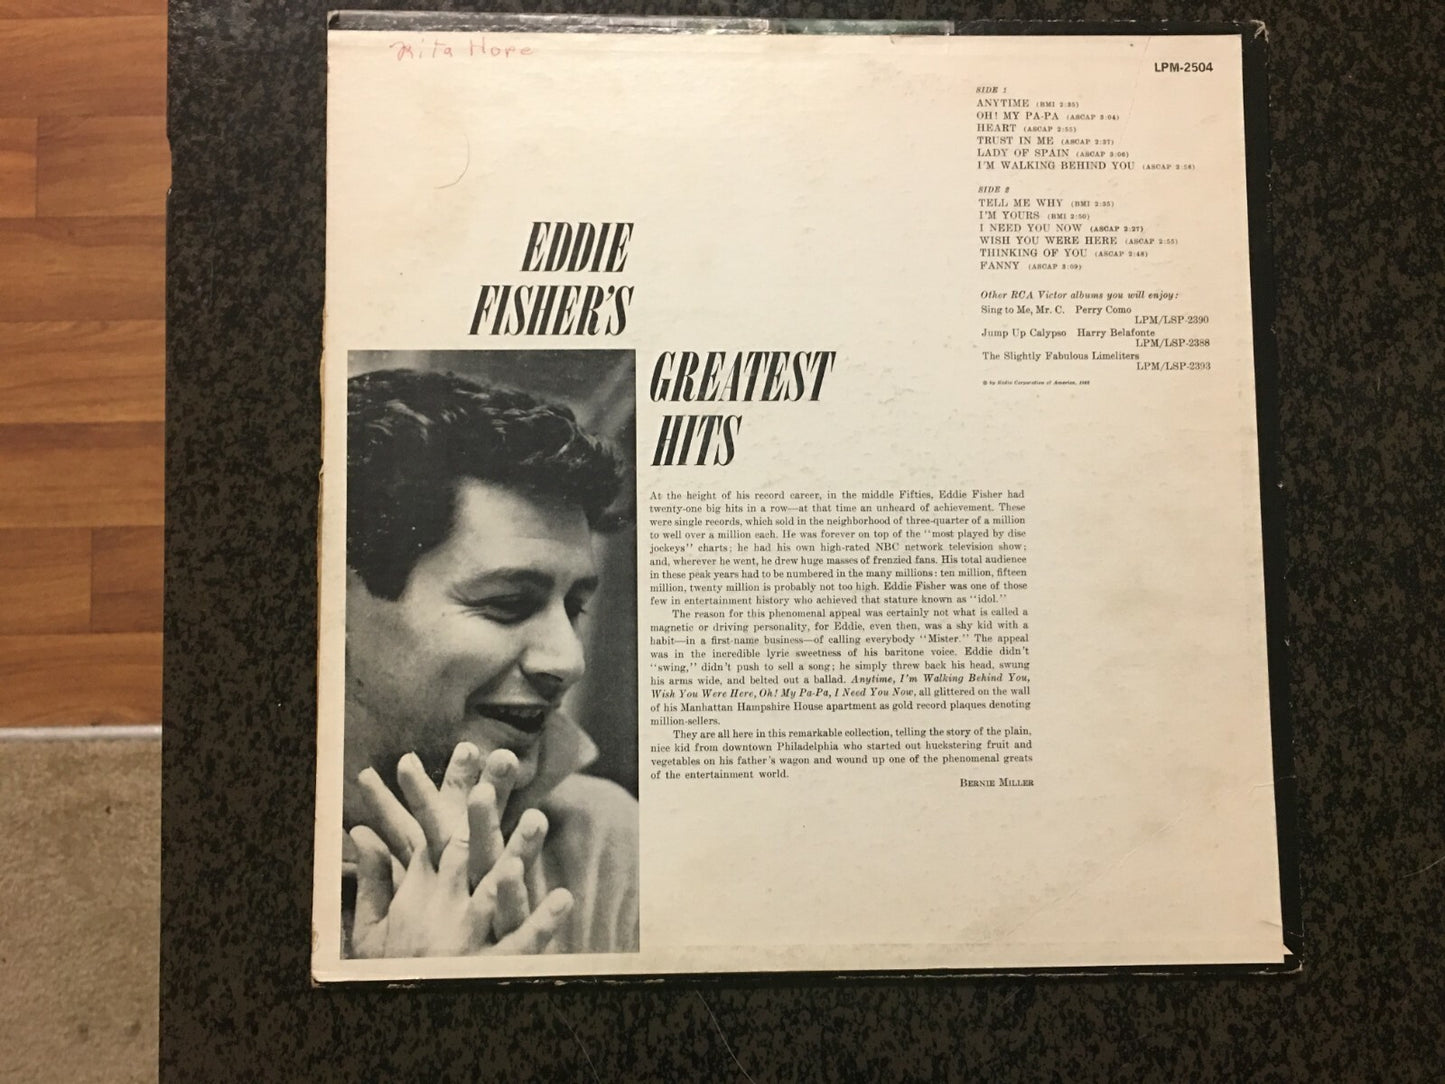 Rita Hope
LPM-2504
SIDE 1
ANYTIME (BMI 2:35)
OH! MY PA-PA (ASCAP 3:04)
HEART (ASCAP 2:55)
TRUST IN ME (ASCAP 2:37)
LADY OF SPAIN (ASCAP 3:06)
I'M WALKING BEHIND YOU (ASCAP 2:56)
SIDE 2
TELL ME WHY (BMI 2:35)
I'M YOURS (BMI 2:50)
I NEED YOU NOW (ASCAP 2:27)
WISH YOU WERE HERE (ASCAP 2:55)
THINKING OF YOU (ASCAP 2:48)
FANNY (ASCAP 3:09)
Other RCA Victor albums you will enjoy:
Sing to Me, Mr. C. Perry Como
LPM/LSP-2390
Jump Up Calypso Harry Belafonte
LPM/LSP-2388
The Slightly Fabulous Limeliters
LPM/LSP-2393
© by Radio Corporation of America,
EDDIE
FISHER'S
GREATEST
HITS
At the height of his record career, in the middle Fifties, Eddie Fisher had
twenty-one big hits in a row—at that time an unheard of achievement. These
were single records, which sold in the neighborhood of three-quarter of a million
to well over a million each. He was forever on top of the "most played by disc
jockeys" charts; he had his own high-rated NBC network television show;
and, wherever he went, he drew huge masses of frenzied fans. His total audience
in these peak years had to be numbered in the many millions: ten million, fifteen
million, twenty million is probably not too high. Eddie Fisher was one of those
few in entertainment history who achieved that stature known as "idol."
The reason for this phenomenal appeal was certainly not what is called a
magnetic or driving personality, for Eddie, even then, was a shy kid with a
habit—in a first-name business—of calling everybody "Mister." The appeal
was in the incredible lyric sweetness of his baritone voice. Eddie didn't
"swing," didn't push to sell a song; he simply threw back his head, swung
his arms wide, and belted out a ballad. Anytime, I'm Walking Behind You,
Wish You Were Here, Oh! My Pa-Pa, I Need You Now, all glittered on the wall
of his Manhattan Hampshire House apartment as gold record plaques denoting
million-sellers.
They are all here in this remarkable collection, telling the story of the plain,
nice kid from downtown Philadelphia who started out huckstering fruit and
vegetables on his father's wagon and wound up one of the phenomenal greats
of the entertainment world.
BERNIE MILLER